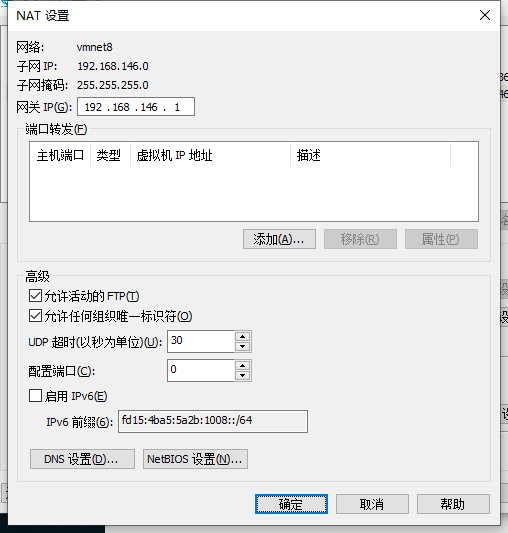 NAT 设置
网络: vmnet8
子网 IP: 192.168.146.0
子网掩码: 255.255.255.0
网关 IP(G): 192 .168 .146 . 1
端口转发(F)
主机端口 类型 虚拟机 IP 地址 描述
添加(A)... 移除(R) 属性(P)
高级
允许活动的 FTP(T)
允许任何组织唯一标识符(O)
UDP 超时(以秒为单位)(U): 30
配置端口(C): 0
启用 IPv6(E)
IPv6 前缀(6): fd15:4ba5:5a2b:1008::/64
DNS 设置(D)... NetBIOS 设置(N)...
确定 取消 帮助